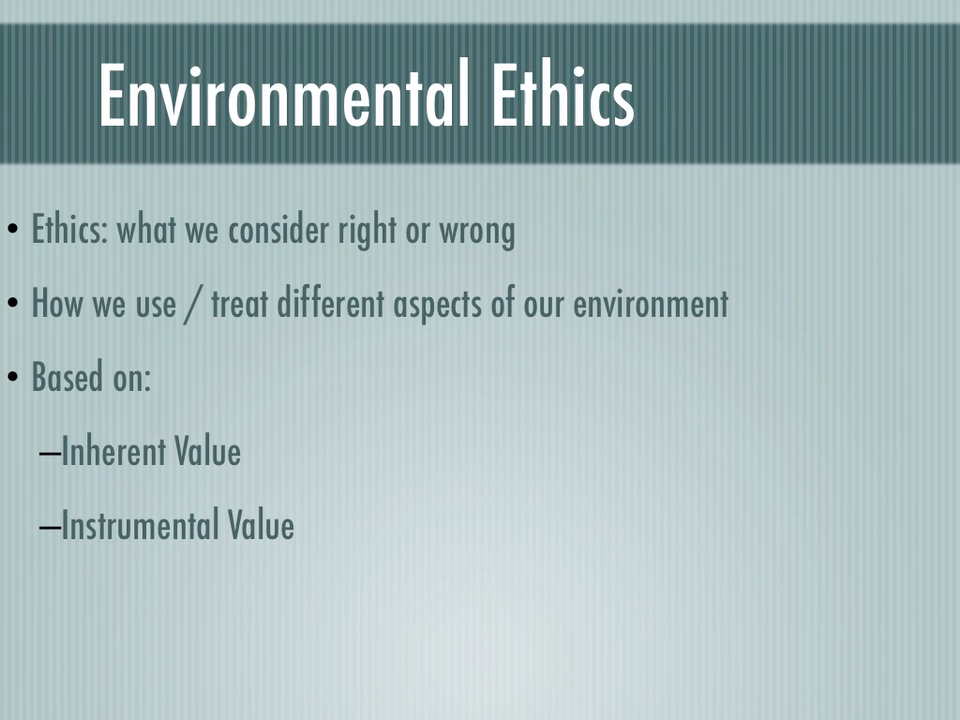 Environmental Ethics
• Ethics: what we consider right or wrong
• How we use / treat different aspects of our environment
• Based on:
–Inherent Value
–Instrumental Value